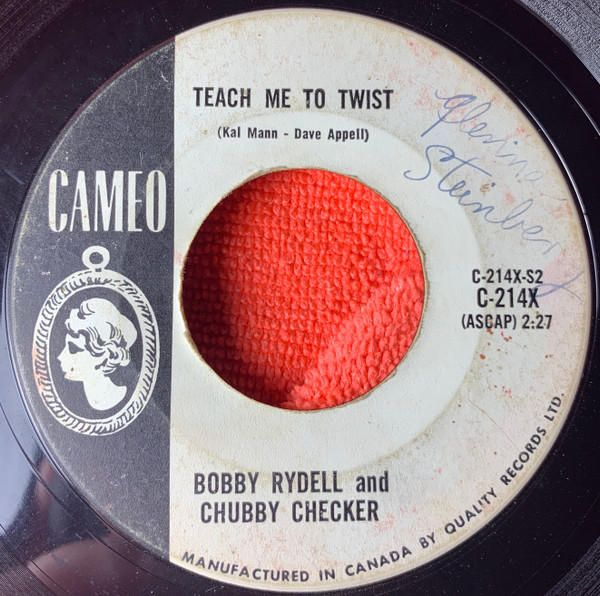 TEACH ME TO TWIST
(Kal Mann - Dave Appell)
CAMEO
Steinberg
C-214X-S2
C-214X
(ASCAP) 2:27
BOBBY RYDELL and
CHUBBY CHECKER
MANUFACTURED IN CANADA BY QUALITY RECORDS LTD.